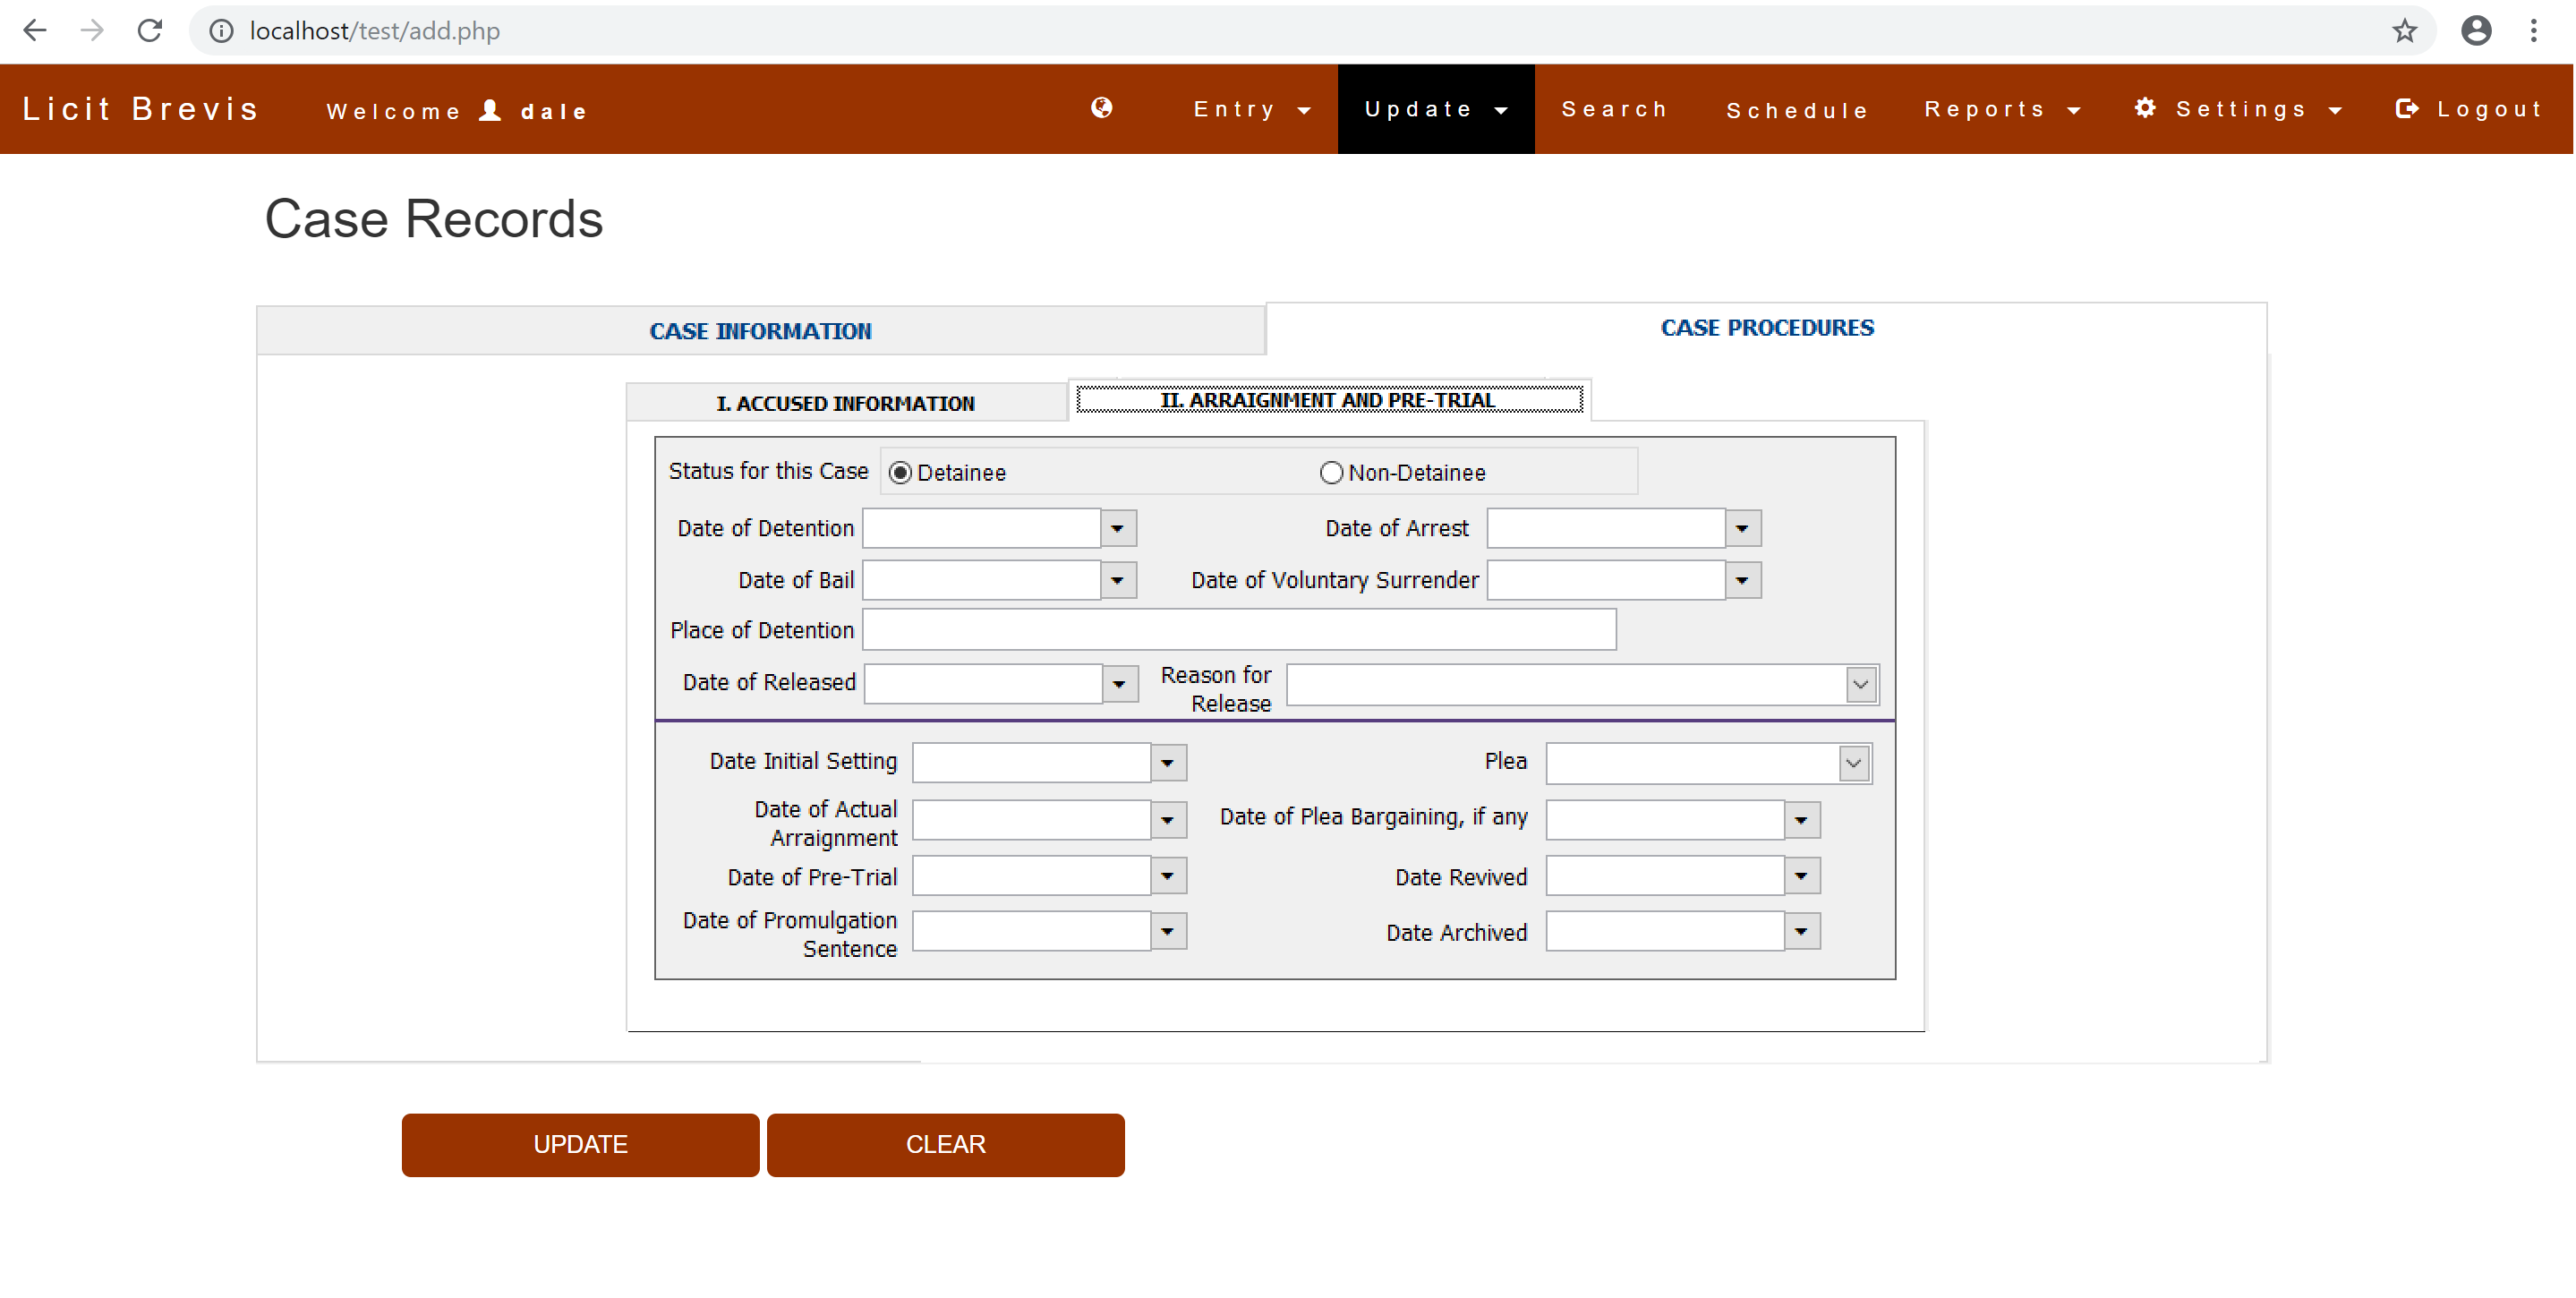 localhost/test/add.php
Licit Brevis Welcome dale Entry Update Search Schedule Reports Settings Logout
Case Records
CASE INFORMATION CASE PROCEDURES
I. ACCUSED INFORMATION II. ARRAIGNMENT AND PRE-TRIAL
Status for this Case Detainee Non-Detainee
Date of Detention Date of Arrest
Date of Bail Date of Voluntary Surrender
Place of Detention
Date of Released Reason for
Release
Date Initial Setting Plea
Date of Actual
Arraignment Date of Plea Bargaining, if any
Date of Pre-Trial Date Revived
Date of Promulgation
Sentence Date Archived
UPDATE CLEAR